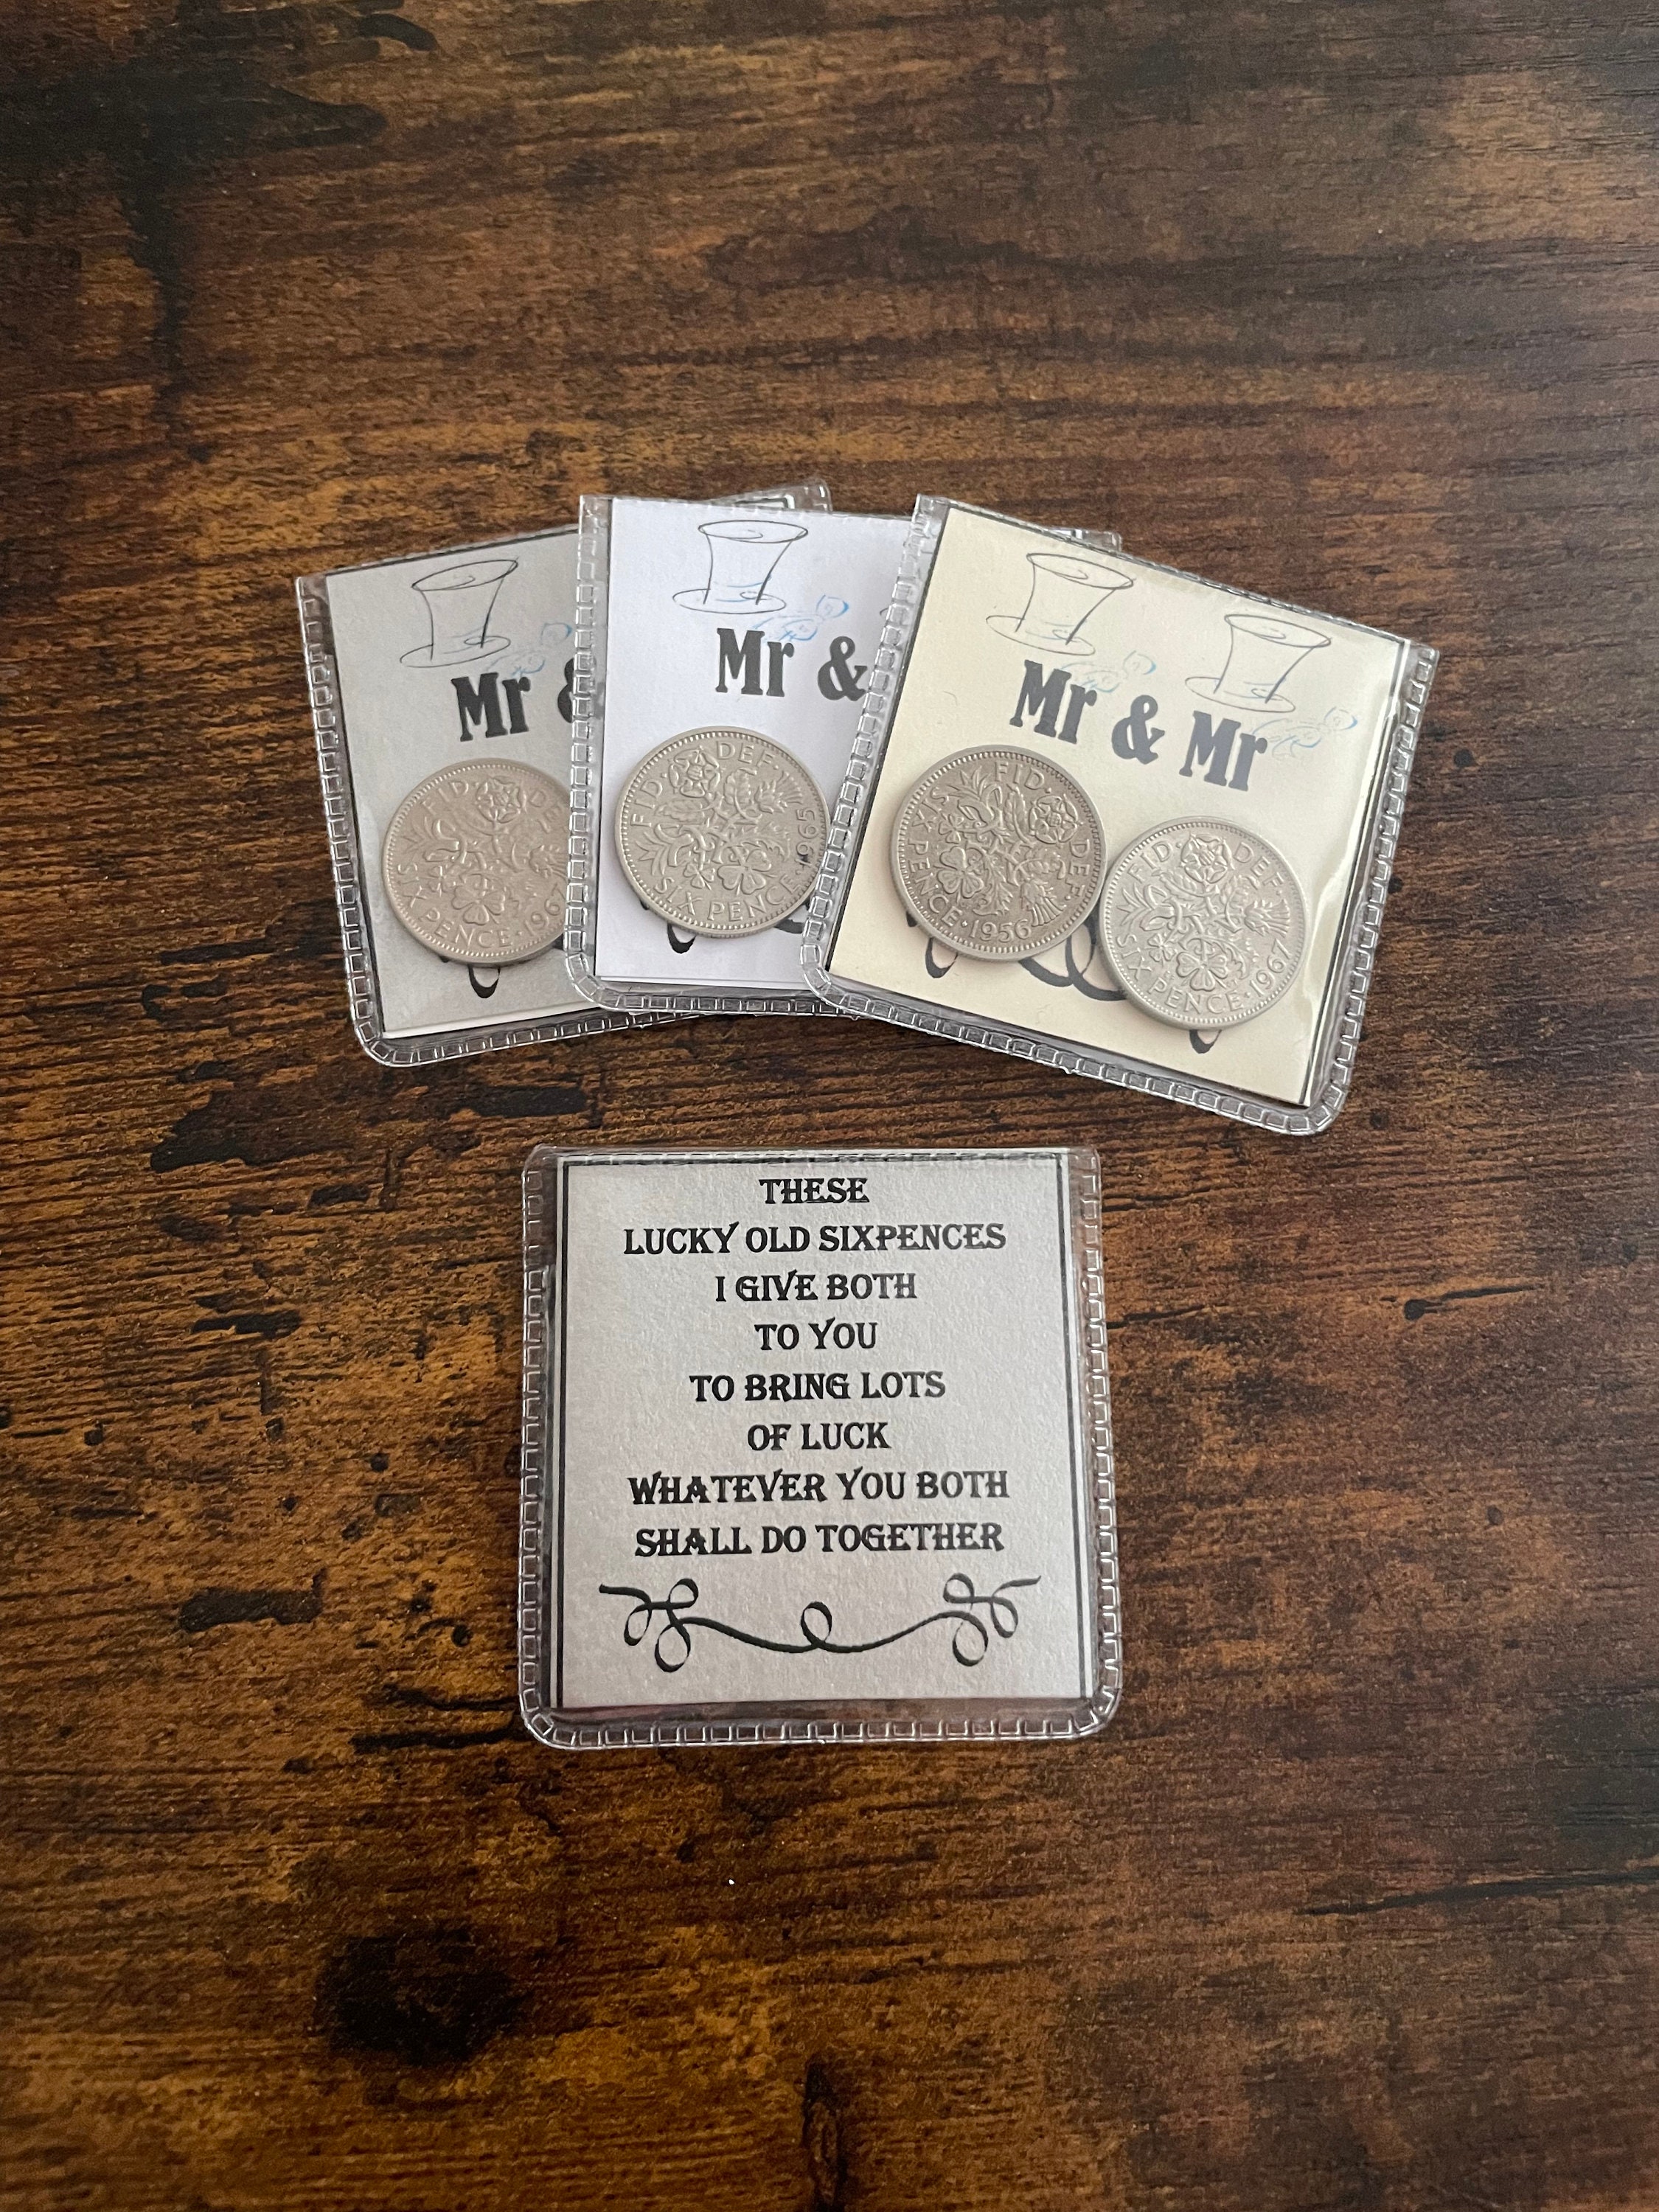 Mr &
FID· DE
SIX PENCE·1967
Mr &
FID· DEF
SIX PENCE·1965
Mr & Mr
FID· DEF
SIX PENCE·1956
FID· DEF
SIX PENCE·1967
THESE
LUCKY OLD SIXPENCES
I GIVE BOTH
TO YOU
TO BRING LOTS
OF LUCK
WHATEVER YOU BOTH
SHALL DO TOGETHER